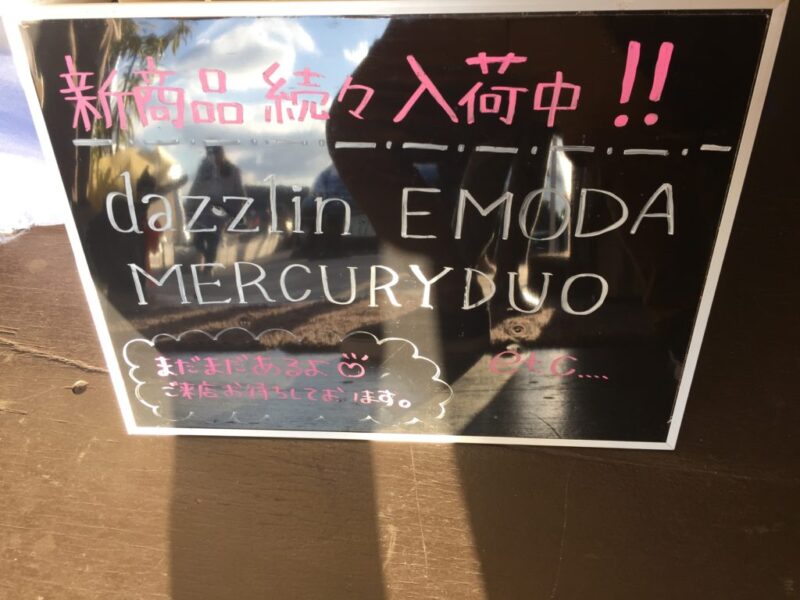 新商品 続々入荷中!!
dazzlin EMODA
MERCURYDUO
etc....
まだまだあるよ
ご来店お待ちしております。